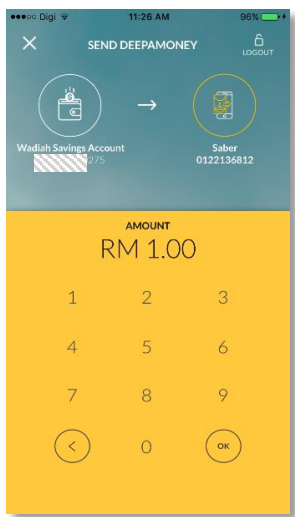 Digi 11:26 AM 96%
SEND DEEPAMONEY
LOGOUT
Wadiah Savings Account Saber
275 0122136812
AMOUNT
RM 1.00
1 2 3
4 5 6
7 8 9
< 0 OK